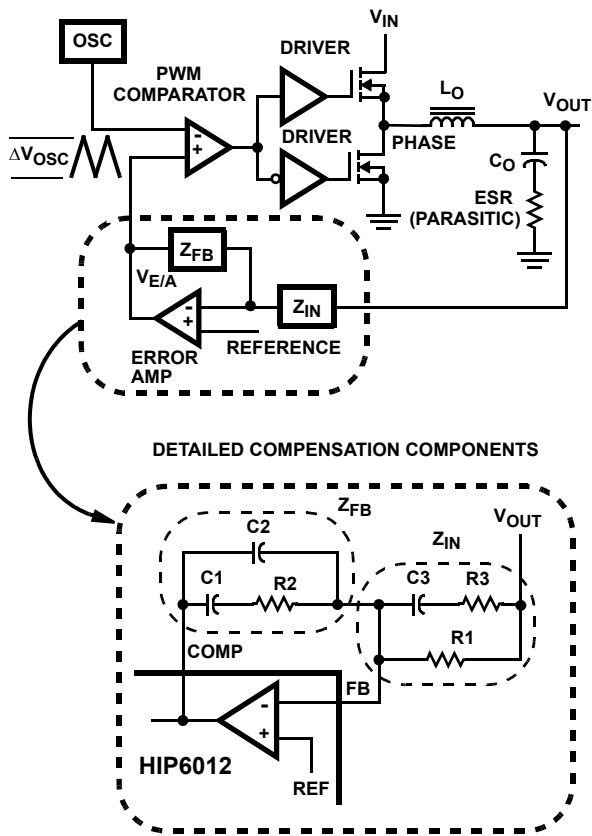 V_IN
OSC
DRIVER
PWM
COMPARATOR
L_O
V_OUT
-
+
DRIVER
PHASE
C_O
ΔV_OSC
ESR
(PARASITIC)
Z_FB
V_E/A
-
+
Z_IN
REFERENCE
ERROR
AMP
DETAILED COMPENSATION COMPONENTS
Z_FB
V_OUT
C2
Z_IN
C1
R2
C3
R3
R1
COMP
FB
-
+
HIP6012
REF